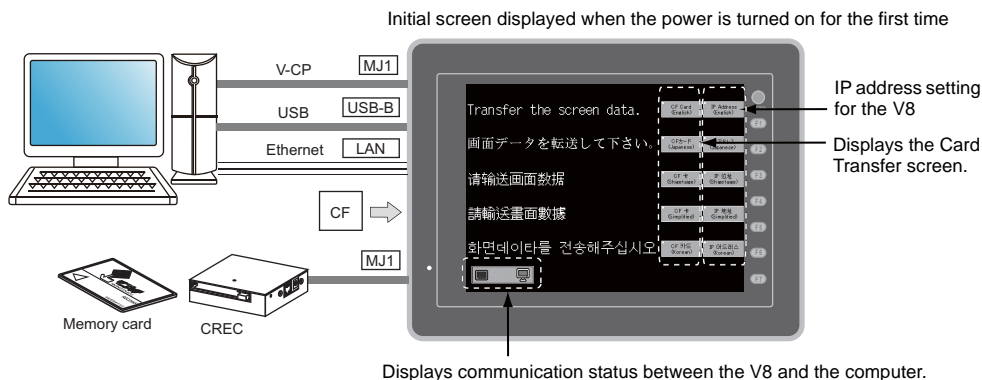 Initial screen displayed when the power is turned on for the first time
V-CP
MJ1
USB
USB-B
Ethernet
LAN
CF
MJ1
Memory card
CREC
Transfer the screen data.
画面データを転送して下さい。
请输送画面数据
請輸送畫面數據
화면데이타를 전송해주십시오
CF Card
(English)
IP Address
(English)
CFカード
(Japanese)
CF 卡
IP 位址
CF 卡
(Simplified)
IP 地址
(Simplified)
CF 카드
(Korean)
IP 어드레스
(Korean)
F1
F2
F3
F4
F5
F6
F7
IP address setting
for the V8
Displays the Card
Transfer screen.
Displays communication status between the V8 and the computer.